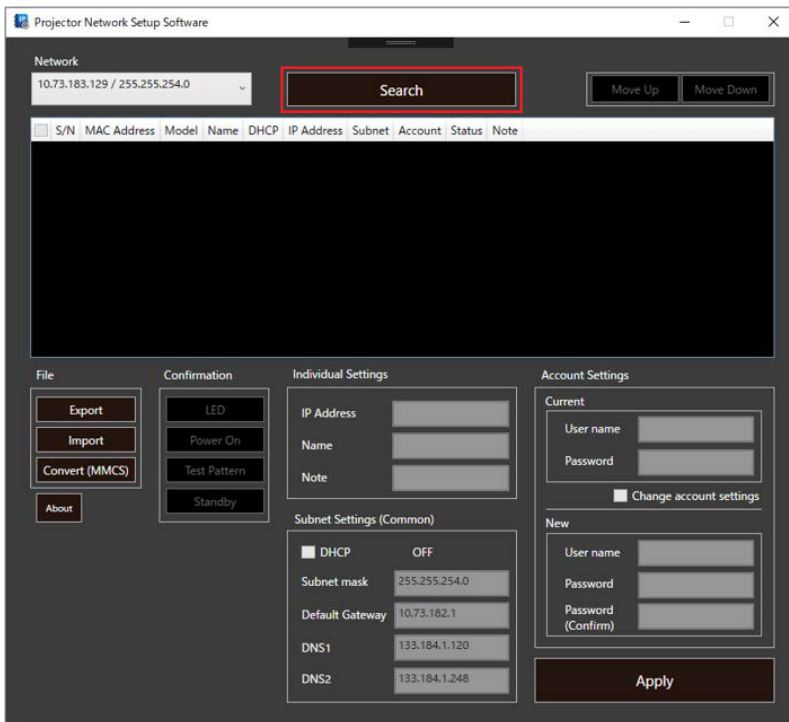 Projector Network Setup Software
Network
10.73.183.129 / 255.255.254.0
Search
Move Up
Move Down
S/N MAC Address Model Name DHCP IP Address Subnet Account Status Note
File
Export
Import
Convert (MMCS)
About
Confirmation
LED
Power On
Test Pattern
Standby
Individual Settings
IP Address
Name
Note
Subnet Settings (Common)
DHCP OFF
Subnet mask 255.255.254.0
Default Gateway 10.73.182.1
DNS1 133.184.1.120
DNS2 133.184.1.248
Account Settings
Current
User name
Password
Change account settings
New
User name
Password
Password
(Confirm)
Apply